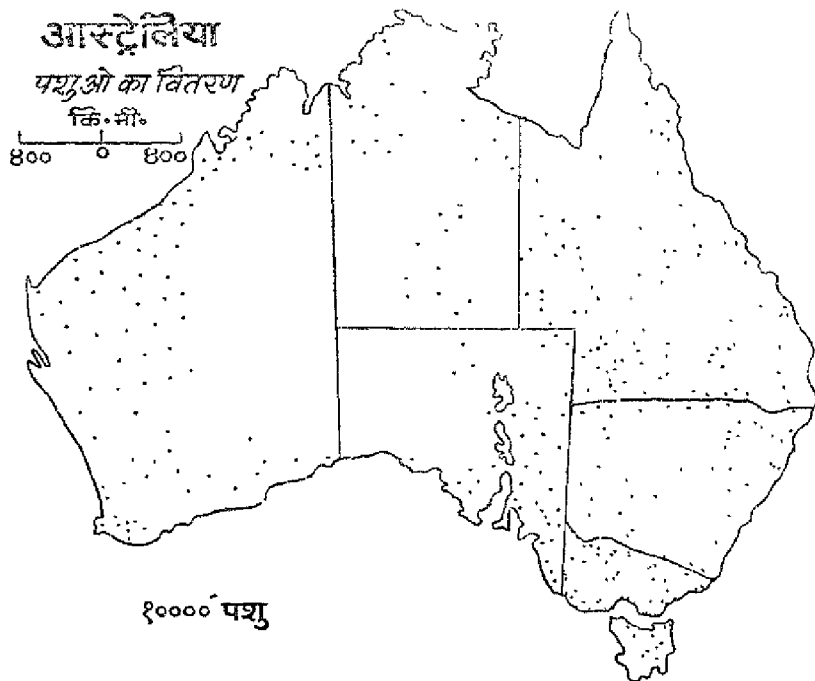 आस्ट्रेलिया
पशुओ का वितरण
कि॰मी॰
४०० ० ४००
१०००० पशु